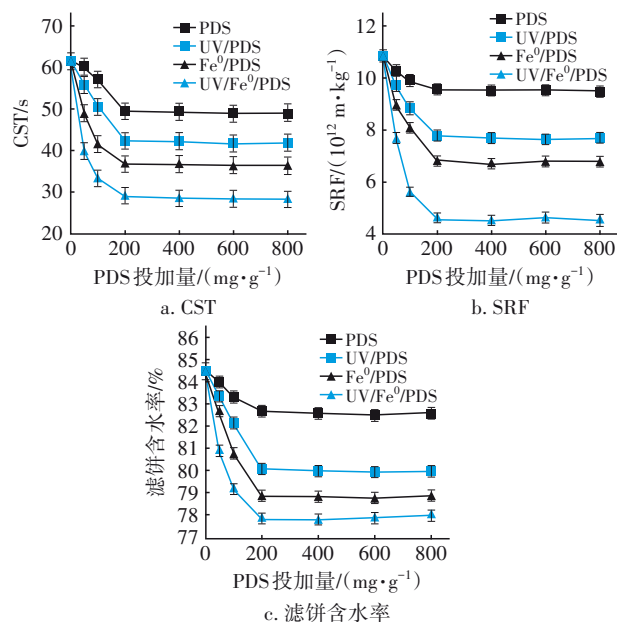 80
70
60
50
40
30
20
CST/s
PDS
UV/PDS
Fe⁰/PDS
UV/Fe⁰/PDS
0 200 400 600 800
PDS投加量/(mg·g⁻¹)
a. CST
12
10
8
6
4
SRF/(10¹² m·kg⁻¹)
PDS
UV/PDS
Fe⁰/PDS
UV/Fe⁰/PDS
0 200 400 600 800
PDS投加量/(mg·g⁻¹)
b. SRF
86
85
84
83
82
81
80
79
78
77
滤饼含水率/%
PDS
UV/PDS
Fe⁰/PDS
UV/Fe⁰/PDS
0 200 400 600 800
PDS投加量/(mg·g⁻¹)
c. 滤饼含水率